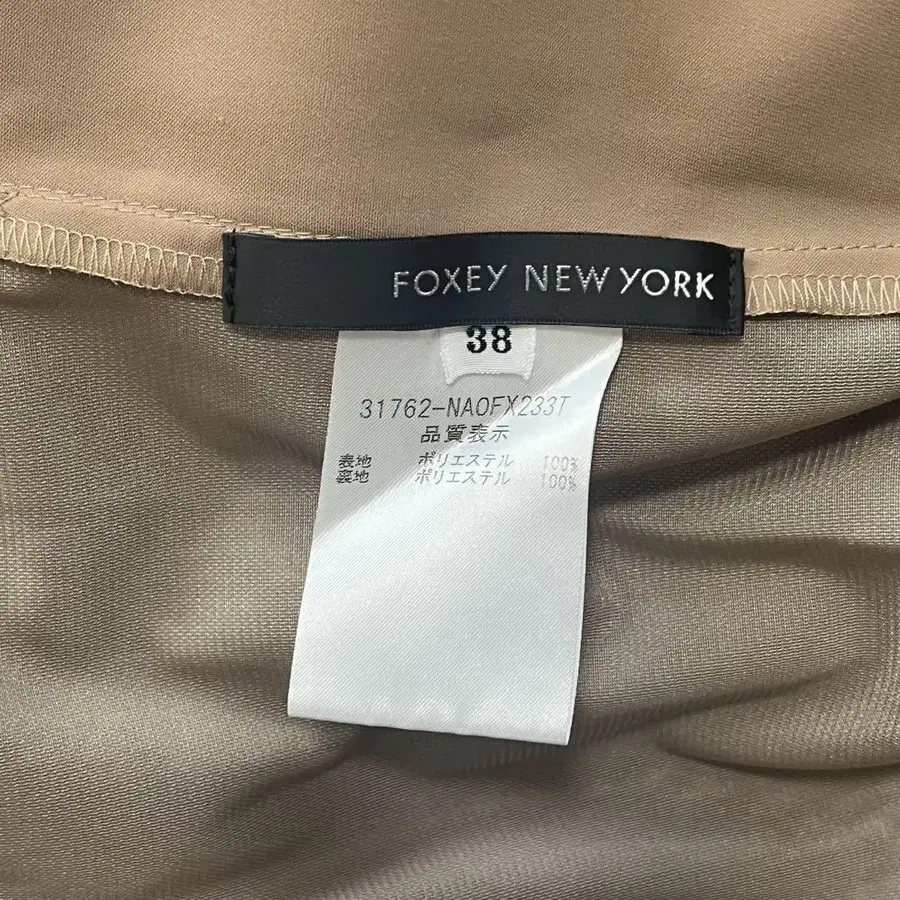 FOXEY NEW YORK
38
31762-NAOFX233T
品質表示
表地 ポリエステル 100%
裏地 ポリエステル 100%